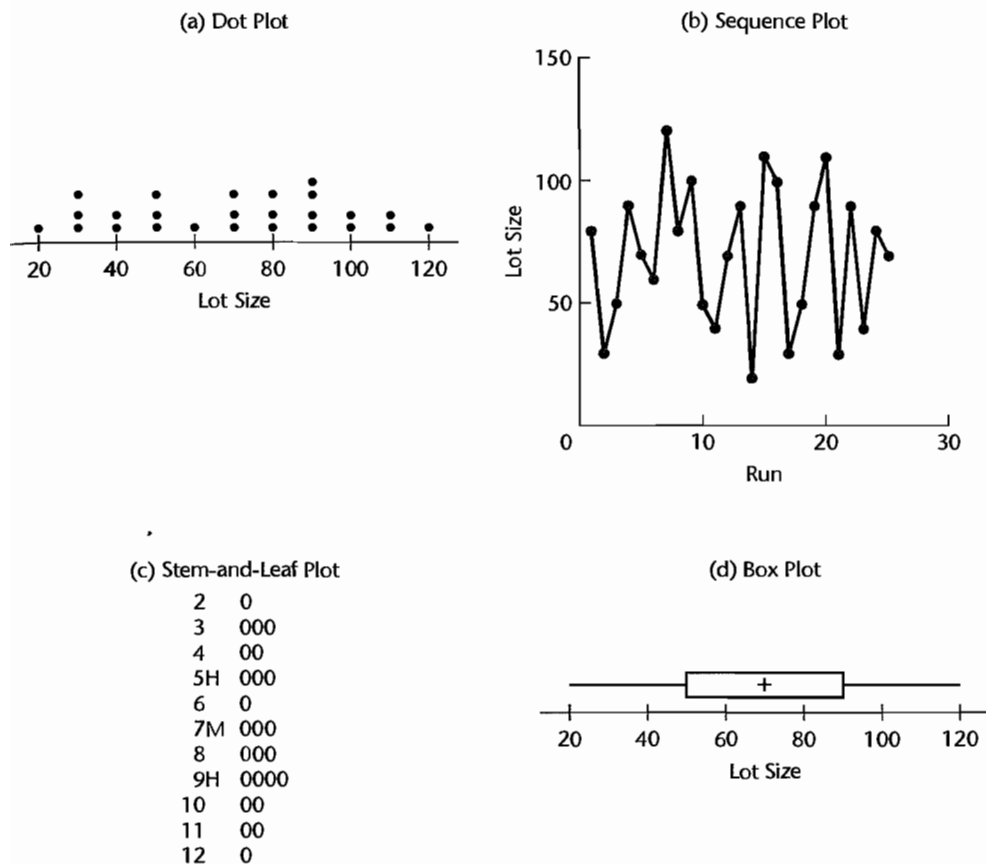 (a) Dot Plot
20 40 60 80 100 120
Lot Size
(b) Sequence Plot
150
100
50
0 10 20 30
Lot Size
Run
(c) Stem-and-Leaf Plot
2 0
3 000
4 00
5H 000
6 0
7M 000
8 000
9H 0000
10 00
11 00
12 0
(d) Box Plot
20 40 60 80 100 120
Lot Size